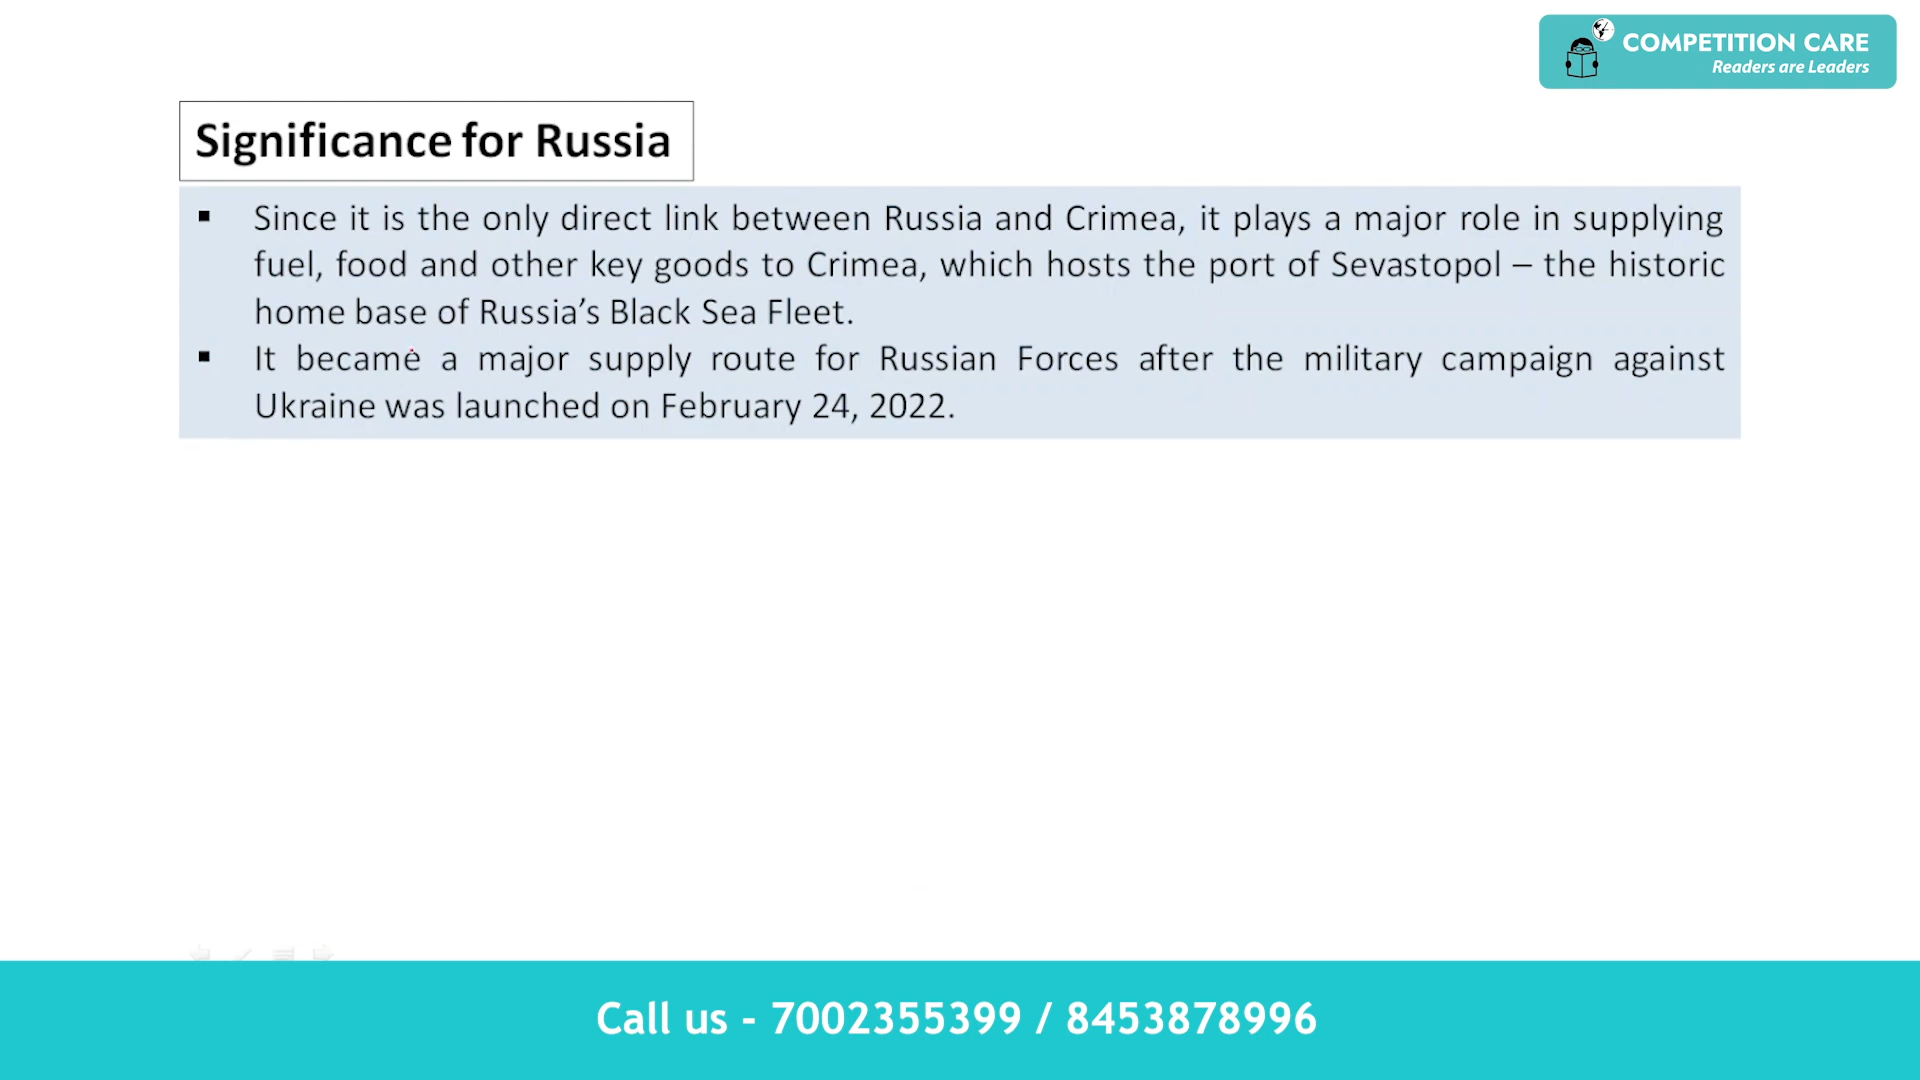 COMPETITION CARE
Readers are Leaders
Significance for Russia
▪ Since it is the only direct link between Russia and Crimea, it plays a major role in supplying
fuel, food and other key goods to Crimea, which hosts the port of Sevastopol – the historic
home base of Russia’s Black Sea Fleet.
▪ It became a major supply route for Russian Forces after the military campaign against
Ukraine was launched on February 24, 2022.
Call us - 7002355399 / 8453878996